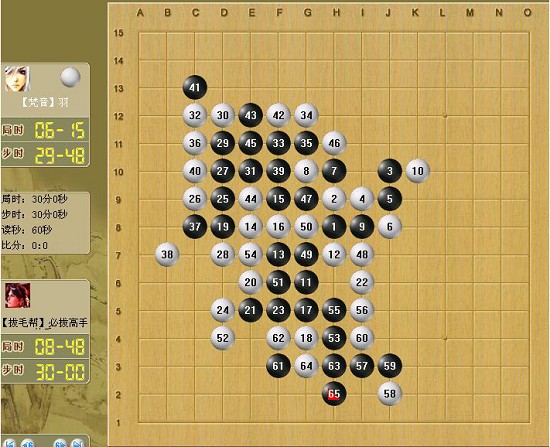 【梵音】羽
局时 06-15
步时 29-48
局时：30分0秒
步时：30分0秒
读秒：60秒
比分：0:0
【拔毛帮】必拔高手
局时 08-48
步时 30-00
A B C D E F G H I J K L M N O
15
14
13 41
12 32 30 43 42 34
11 36 29 45 33 35 46
10 40 27 31 39 8 7 3 10
9 26 25 44 15 47 2 4 5
8 37 19 14 16 50 1 9 6
7 38 28 54 13 49 12 48
6 20 51 11 22
5 24 21 23 17 55 56
4 52 62 18 53 60
3 61 64 63 57 59
2 65 58
1